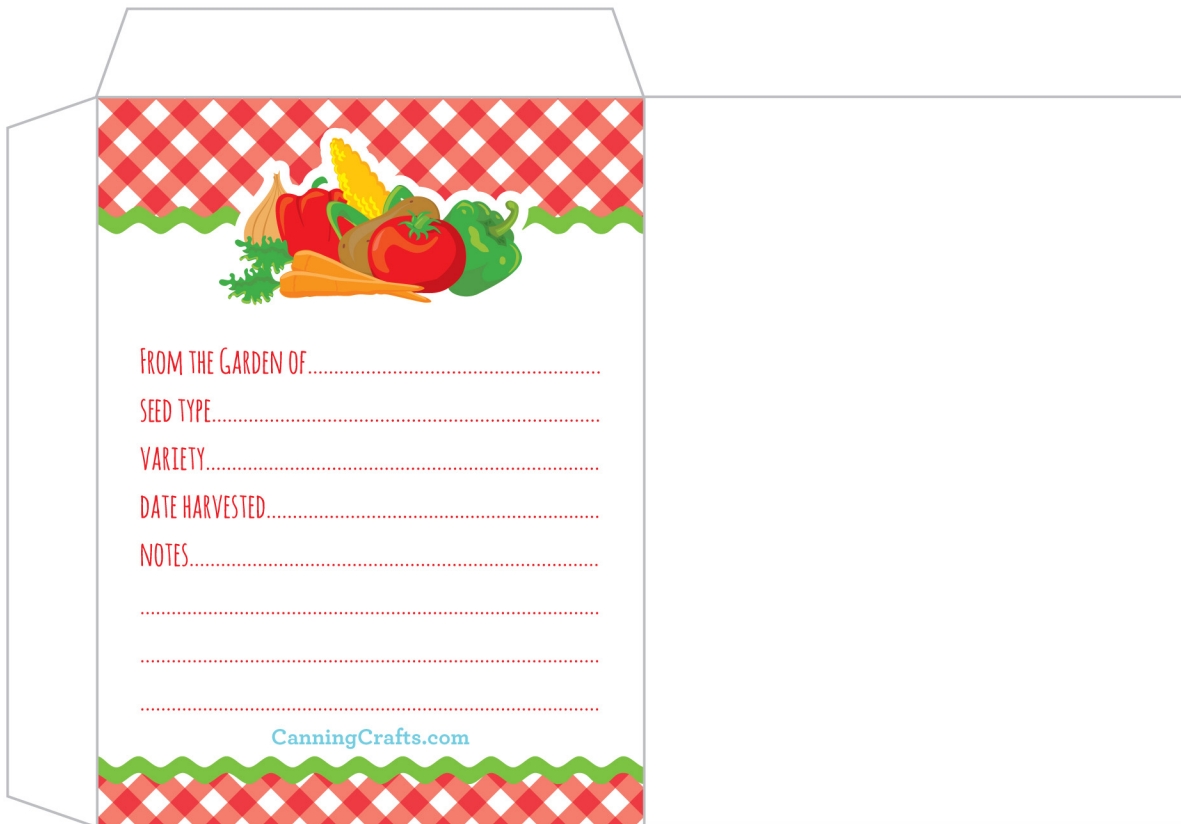 From the Garden of
seed type
variety
date harvested
notes
CanningCrafts.com